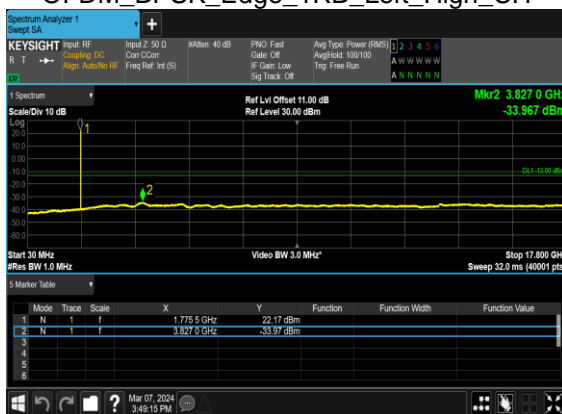 Spectrum Analyzer 1
Swept SA
+
KEYSIGHT Input: RF Input Z: 50 Ω #Atten: 40 dB PNO: Fast Avg Type: Power (RMS) 1 2 3 4 5 6
R T Coupling: DC Corr CCorr Gate: Off Avg|Hold: 100/100 A W W W W W
Align: Auto/No RF Freq Ref: Int (S) IF Gain: Low Trig: Free Run
Sig Track: Off A N N N N N
1 Spectrum Ref Lvl Offset 11.00 dB Mkr2 3.827 0 GHz
Scale/Div 10 dB Ref Level 30.00 dBm -33.967 dBm
Log
20.0
10.0
0.00
-10.0
DL1 -13.00 dBm
-20.0
-30.0
-40.0
-50.0
-60.0
1
2
Start 30 MHz Video BW 3.0 MHz* Stop 17.800 GHz
#Res BW 1.0 MHz Sweep 32.0 ms (40001 pts
5 Marker Table
Mode Trace Scale X Y Function Function Width Function Value
1 N 1 f 1.775 5 GHz 22.17 dBm
2 N 1 f 3.827 0 GHz -33.97 dBm
3
4
5
6
? Mar 07, 2024
3:49:15 PM